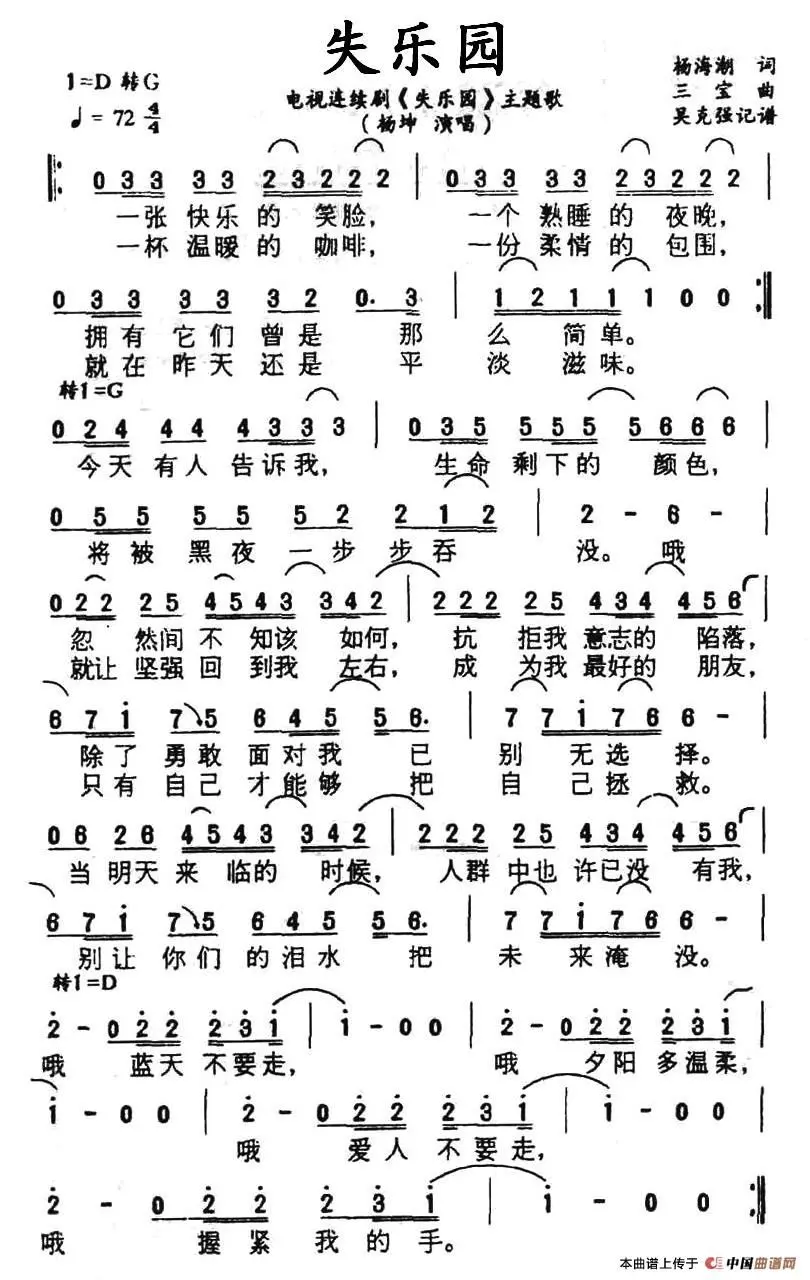 失乐园
1=D 转G
♩= 72 4/4
电视连续剧《失乐园》主题歌
(杨坤 演唱)
杨海潮 词
三宝 曲
吴克强记谱
0 3 3 3 3 2 3 2 2 2 | 0 3 3 3 3 2 3 2 2 2 |
一张 快乐的 笑脸, 一个 熟睡的 夜晚,
一杯 温暖的 咖啡, 一份 柔情的 包围,
0 3 3 3 3 3 2 0. 3 | 1 2 1 1 1 0 0 :|
拥有 它们 曾是 那 么 简单。
就在 昨天 还是 平 淡 滋味。
转1=G
0 2 4 4 4 4 3 3 3 | 0 3 5 5 5 5 5 6 6 6 |
今天 有人 告诉我, 生命 剩下的 颜色,
0 5 5 5 5 5 2 2 1 2 | 2 - 6 -
将被 黑夜 一步 步吞 没。 哦
0 2 2 2 5 4 5 4 3 3 4 2 | 2 2 2 2 5 4 3 4 4 5 6 |
忽 然间 不 知该 如何, 抗 拒我 意志的 陷落,
就让 坚强 回 到我 左右, 成 为我 最好的 朋友,
6 7 i 7 5 6 4 5 5 6. | 7 7 i 7 6 6 - |
除了 勇敢 面对我 已 别 无选 择。
只有 自己 才能够 把 自 己拯 救。
0 6 2 6 4 5 4 3 3 4 2 | 2 2 2 2 5 4 3 4 4 5 6 |
当 明天 来 临的 时候, 人群 中也 许已没 有我,
6 7 i 7 5 6 4 5 5 6. | 7 7 i 7 6 6 - |
别让 你们 的泪水 把 未 来淹 没。
转1=D
2 - 0 2 2 2 3 i | i - 0 0 | 2 - 0 2 2 2 3 i |
哦 蓝天 不要走, 哦 夕阳 多温柔,
i - 0 0 | 2 - 0 2 2 2 3 i | i - 0 0 |
哦 爱人 不要走,
2 - 0 2 2 2 3 i | i - 0 0 :|
哦 握紧 我的手。
本曲谱上传于 中国曲谱网